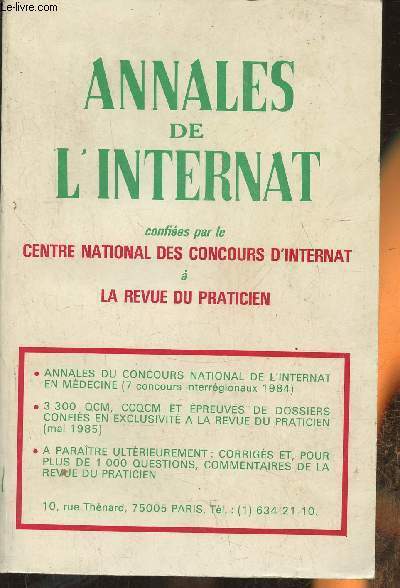 Le-livre.com
ANNALES
DE
L'INTERNAT
confiées par le
CENTRE NATIONAL DES CONCOURS D'INTERNAT
à
LA REVUE DU PRATICIEN
• ANNALES DU CONCOURS NATIONAL DE L'INTERNAT
EN MÉDECINE (7 concours interrégionaux 1984)
• 3 300 QCM, CCQCM ET ÉPREUVES DE DOSSIERS
CONFIÉS EN EXCLUSIVITÉ A LA REVUE DU PRATICIEN
(mai 1985)
• A PARAÎTRE ULTÉRIEUREMENT : CORRIGÉS ET, POUR
PLUS DE 1 000 QUESTIONS, COMMENTAIRES DE LA
REVUE DU PRATICIEN
10, rue Thénard, 75005 PARIS. Tél. : (1) 634 21 10.